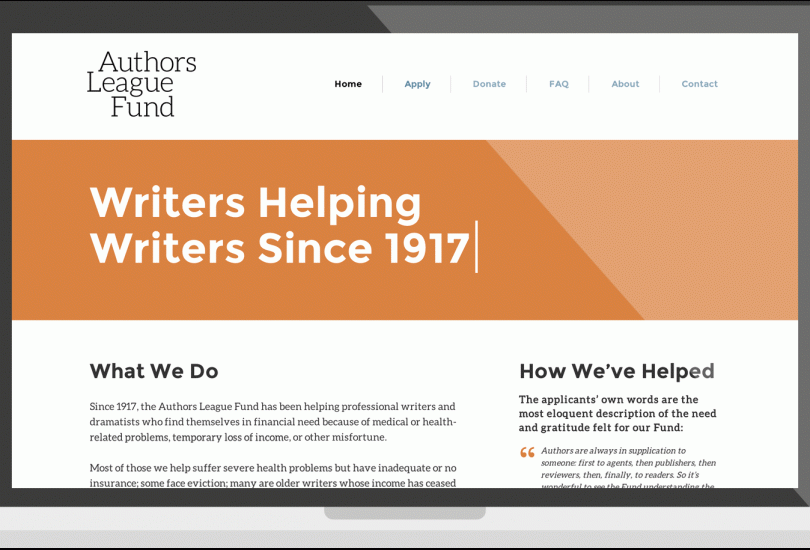 Authors
League
Fund
Home
Apply
Donate
FAQ
About
Contact
Writers Helping
Writers Since 1917
What We Do
Since 1917, the Authors League Fund has been helping professional writers and
dramatists who find themselves in financial need because of medical or health-
related problems, temporary loss of income, or other misfortune.
Most of those we help suffer severe health problems but have inadequate or no
insurance; some face eviction; many are older writers whose income has ceased
How We’ve Helped
The applicants’ own words are the
most eloquent description of the need
and gratitude felt for our Fund:
“ Authors are always in supplication to
someone: first to agents, then publishers, then
reviewers, then, finally, to readers. So it’s
wonderful to see the Fund understanding the